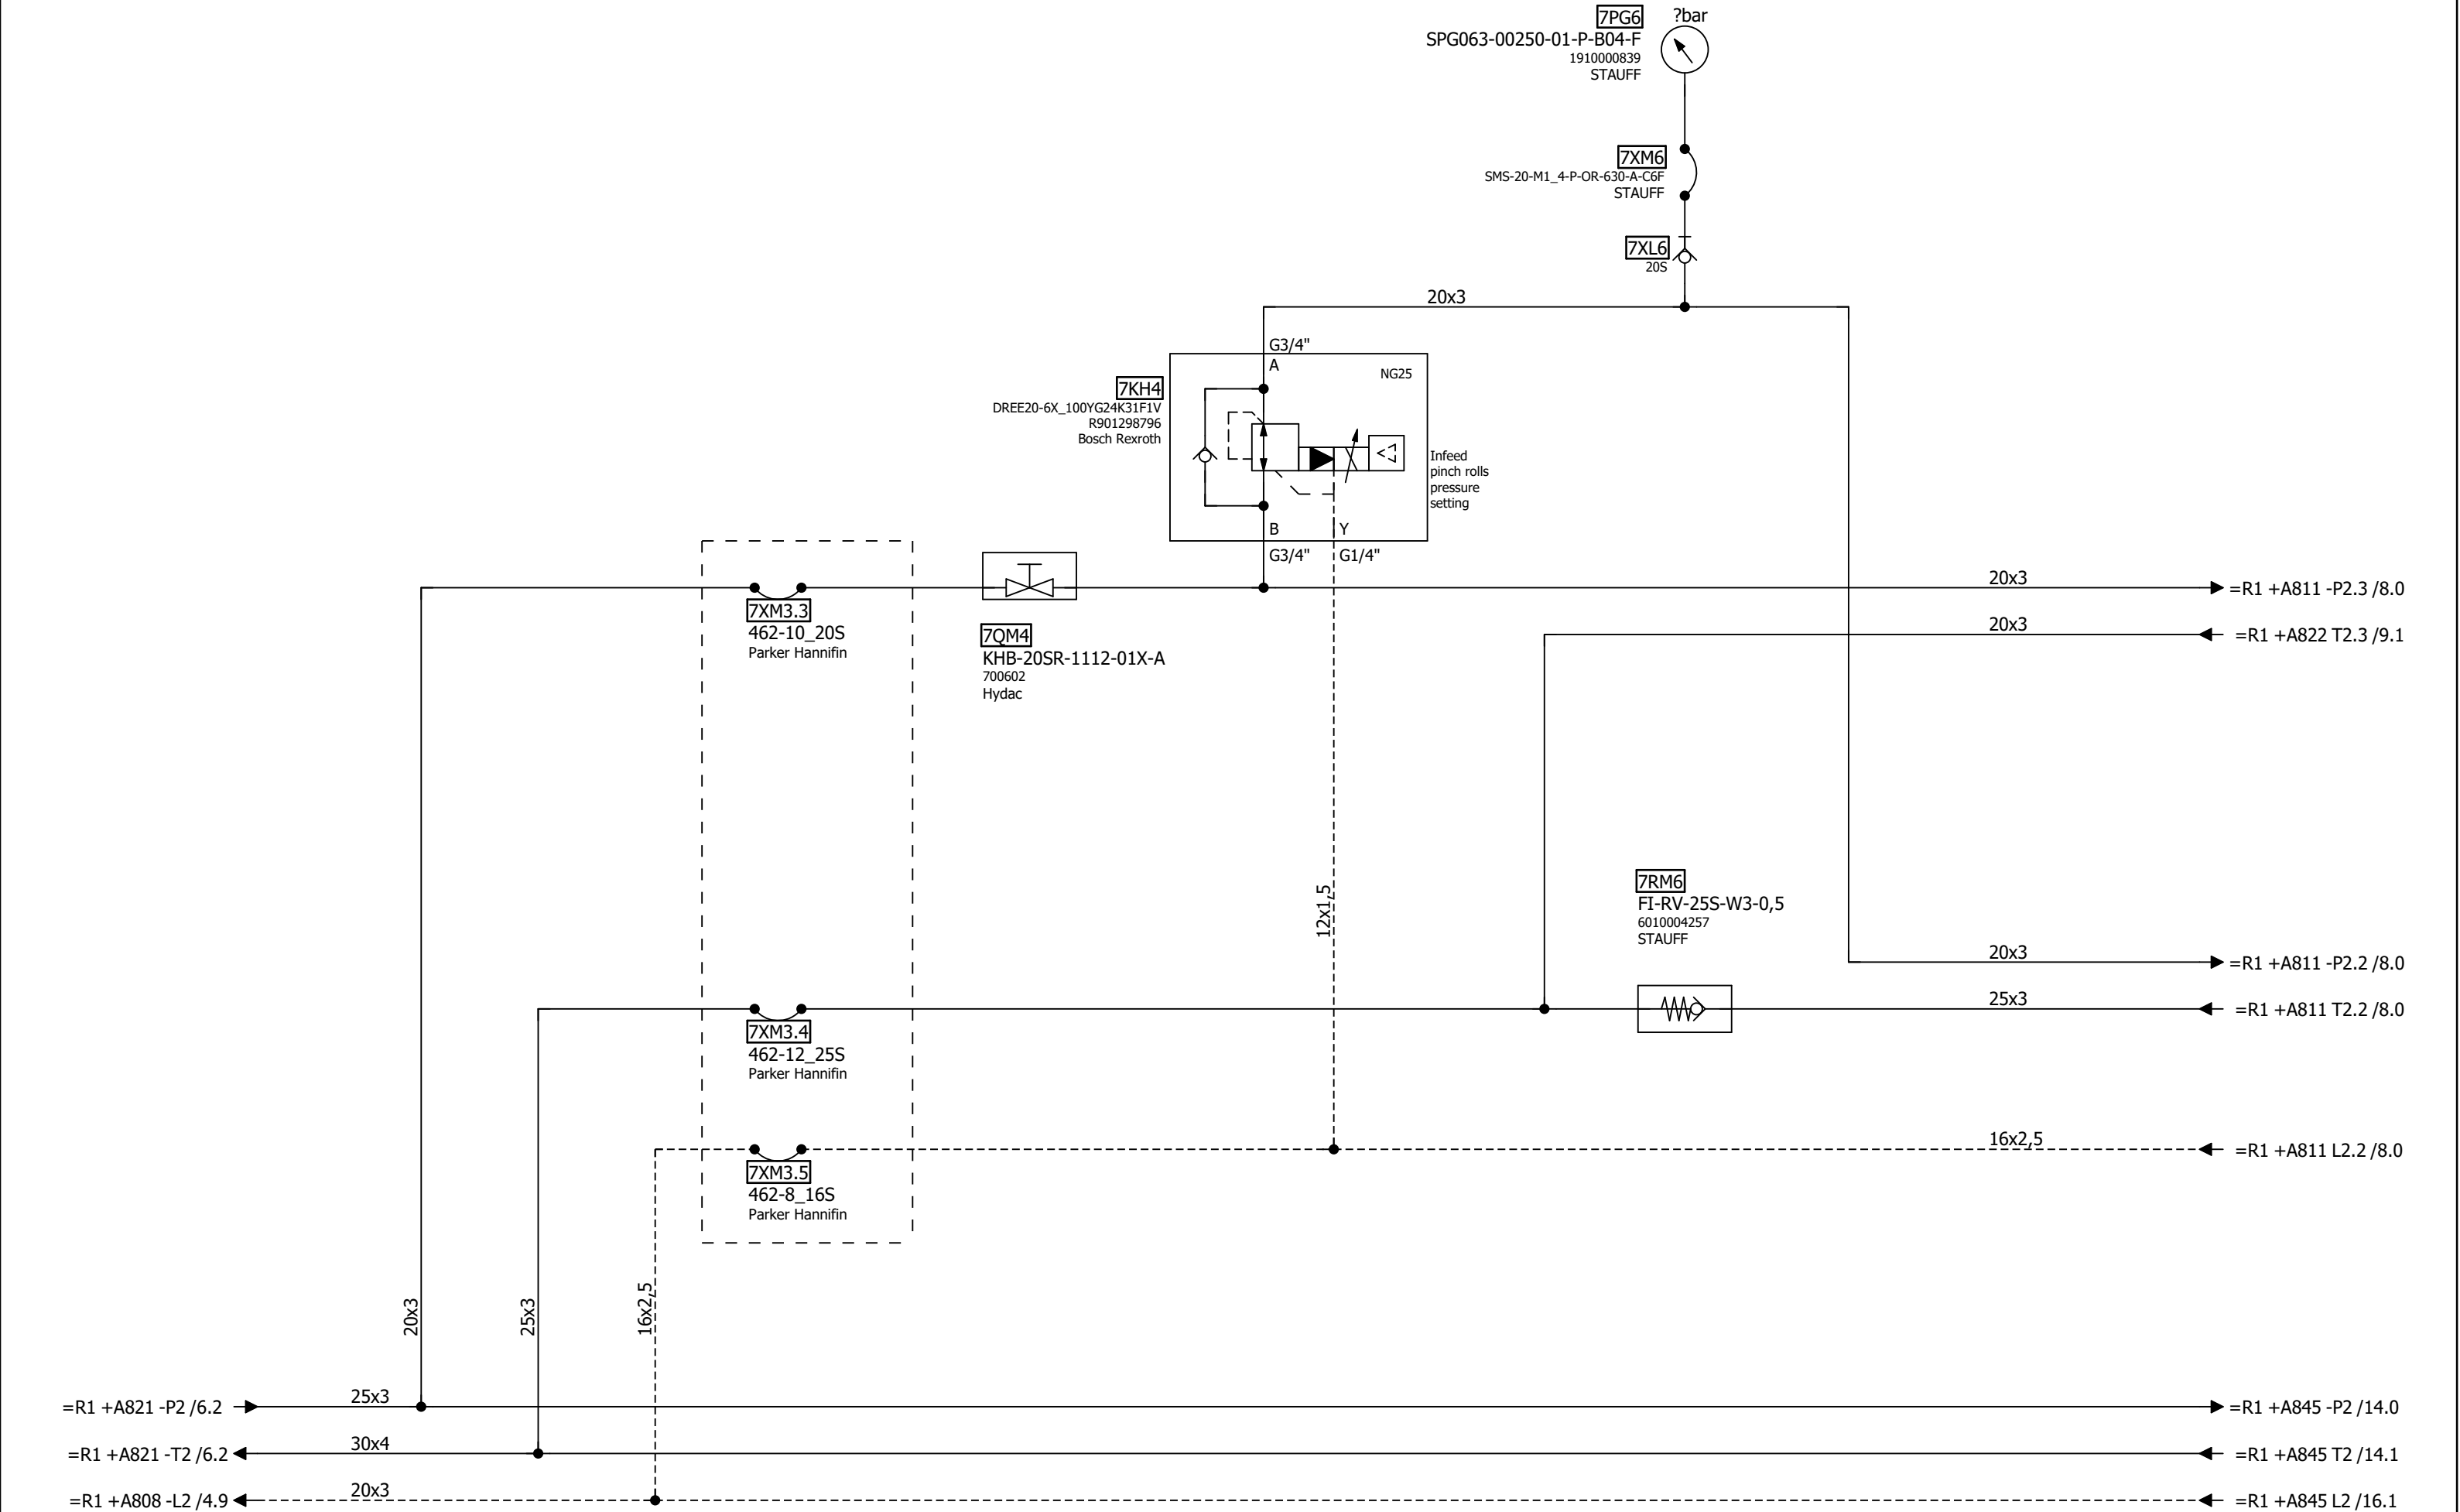 7PG6
?bar
SPG063-00250-01-P-B04-F
1910000839
STAUFF
7XM6
SMS-20-M1_4-P-OR-630-A-C6F
STAUFF
7XL6
20S
20x3
G3/4"
A
NG25
7KH4
DREE20-6X_100YG24K31F1V
R901298796
Bosch Rexroth
Infeed
pinch rolls
pressure
setting
B
Y
G3/4"
G1/4"
7XM3.3
462-10_20S
Parker Hannifin
7QM4
KHB-20SR-1112-01X-A
700602
Hydac
20x3
=R1 +A811 -P2.3 /8.0
20x3
=R1 +A822 T2.3 /9.1
12x1,5
7RM6
FI-RV-25S-W3-0,5
6010004257
STAUFF
20x3
=R1 +A811 -P2.2 /8.0
25x3
=R1 +A811 T2.2 /8.0
7XM3.4
462-12_25S
Parker Hannifin
16x2,5
=R1 +A811 L2.2 /8.0
7XM3.5
462-8_16S
Parker Hannifin
20x3
25x3
16x2,5
=R1 +A821 -P2 /6.2
25x3
=R1 +A845 -P2 /14.0
=R1 +A821 -T2 /6.2
30x4
=R1 +A845 T2 /14.1
=R1 +A808 -L2 /4.9
20x3
=R1 +A845 L2 /16.1